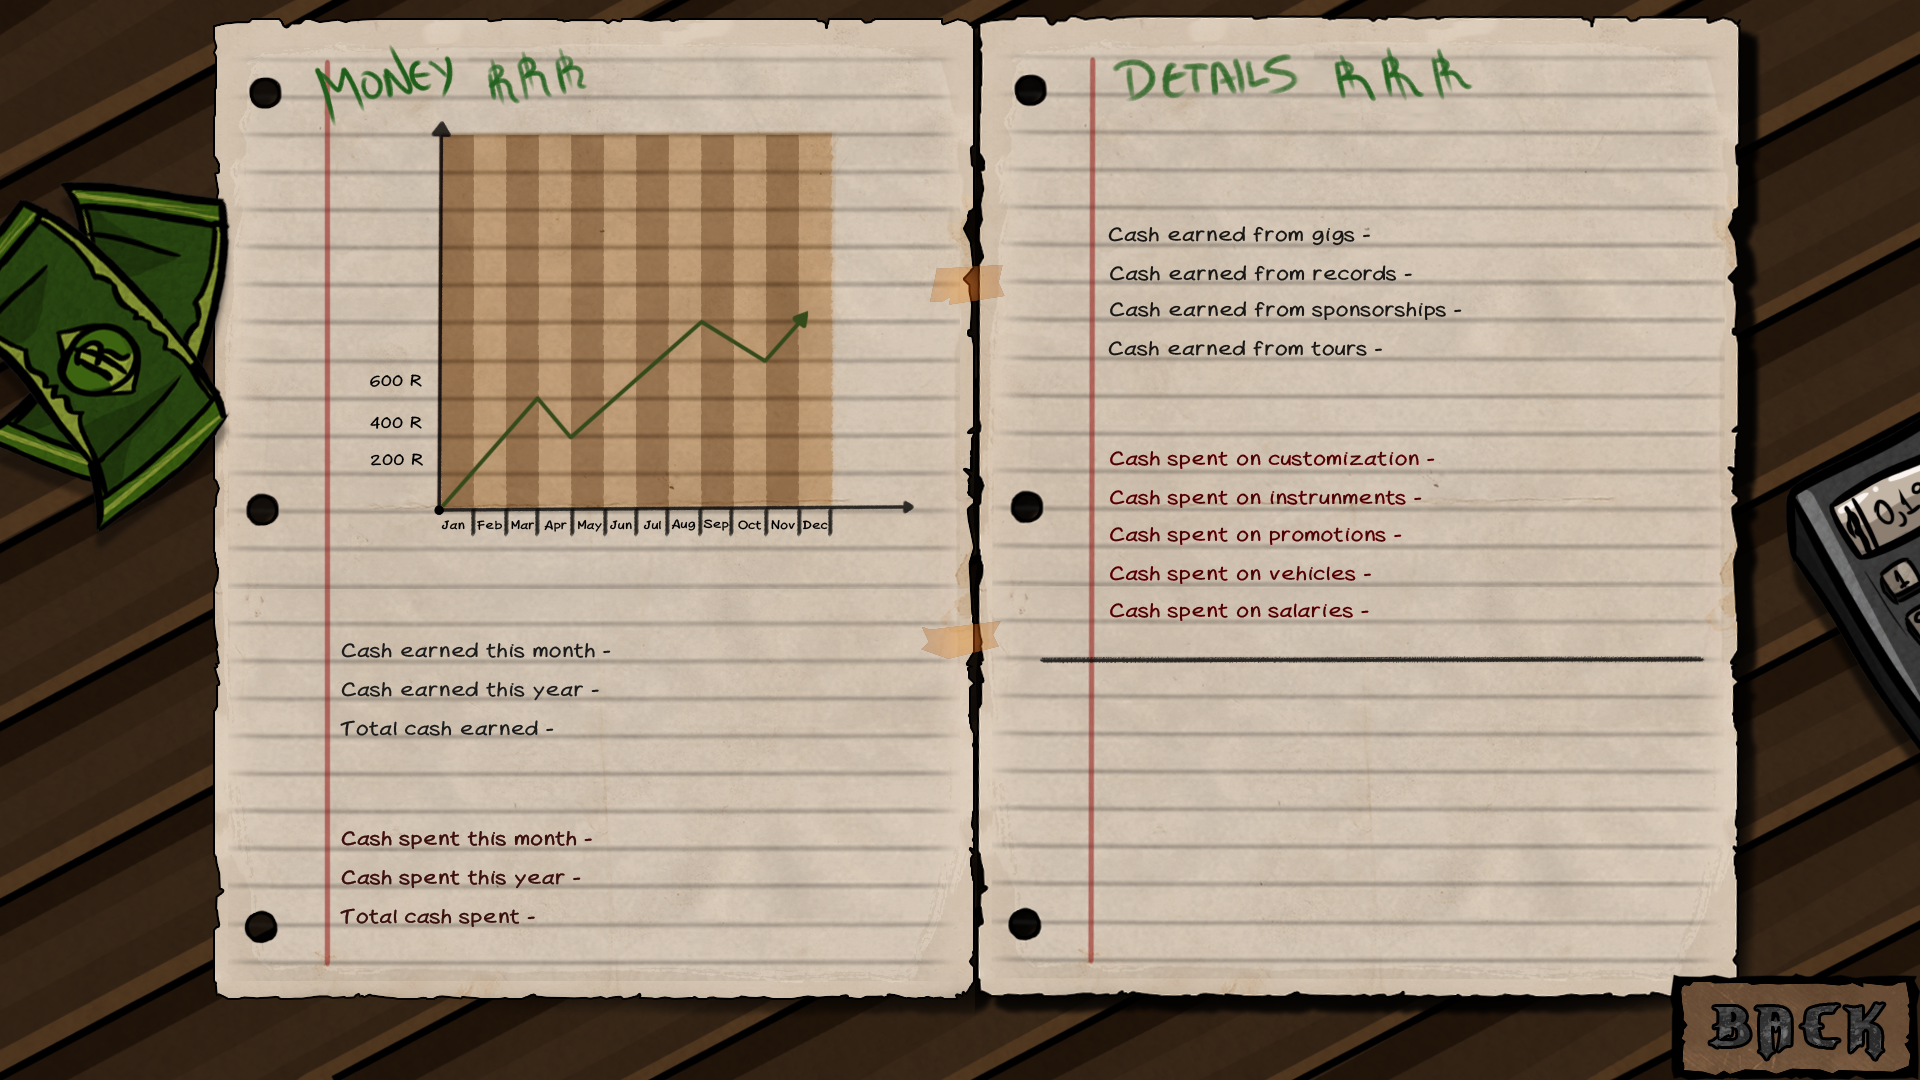 MONEY RRR
600 R
400 R
200 R
Jan Feb Mar Apr May Jun Jul Aug Sep Oct Nov Dec
Cash earned this month -
Cash earned this year -
Total cash earned -
Cash spent this month -
Cash spent this year -
Total cash spent -
DETAILS RRR
Cash earned from gigs -
Cash earned from records -
Cash earned from sponsorships -
Cash earned from tours -
Cash spent on customization -
Cash spent on instrunments -
Cash spent on promotions -
Cash spent on vehicles -
Cash spent on salaries -
R
1
BACK